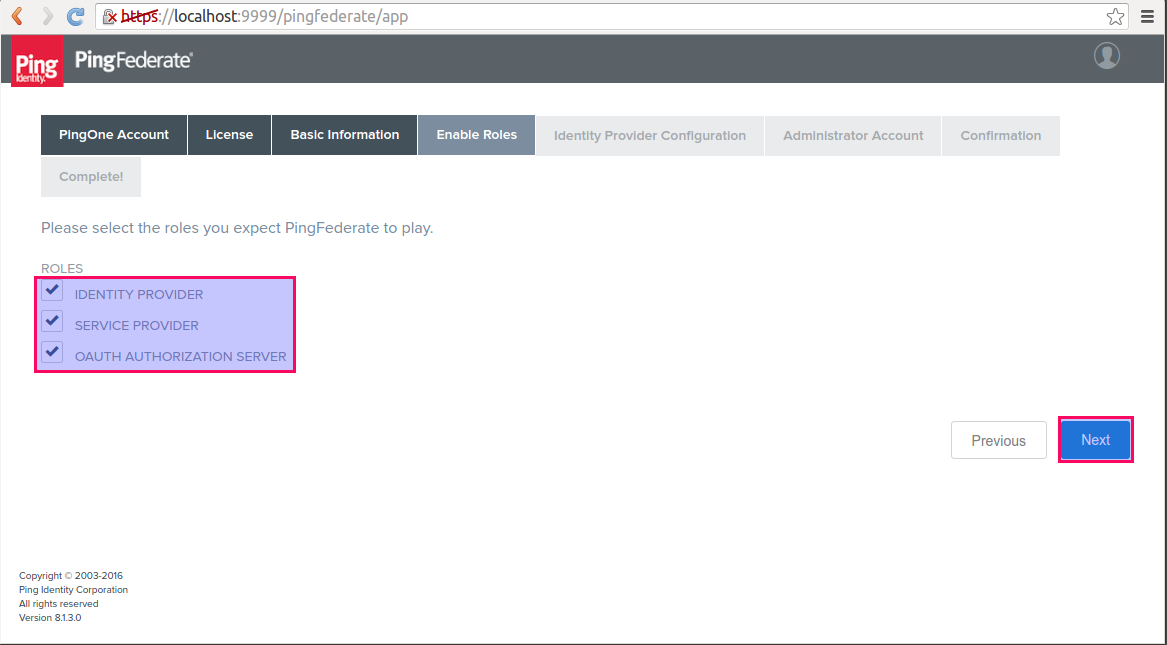 https://localhost:9999/pingfederate/app
Ping
Identity.
PingFederate®
PingOne Account
License
Basic Information
Enable Roles
Identity Provider Configuration
Administrator Account
Confirmation
Complete!
Please select the roles you expect PingFederate to play.
ROLES
IDENTITY PROVIDER
SERVICE PROVIDER
OAUTH AUTHORIZATION SERVER
Previous
Next
Copyright © 2003-2016
Ping Identity Corporation
All rights reserved
Version 8.1.3.0